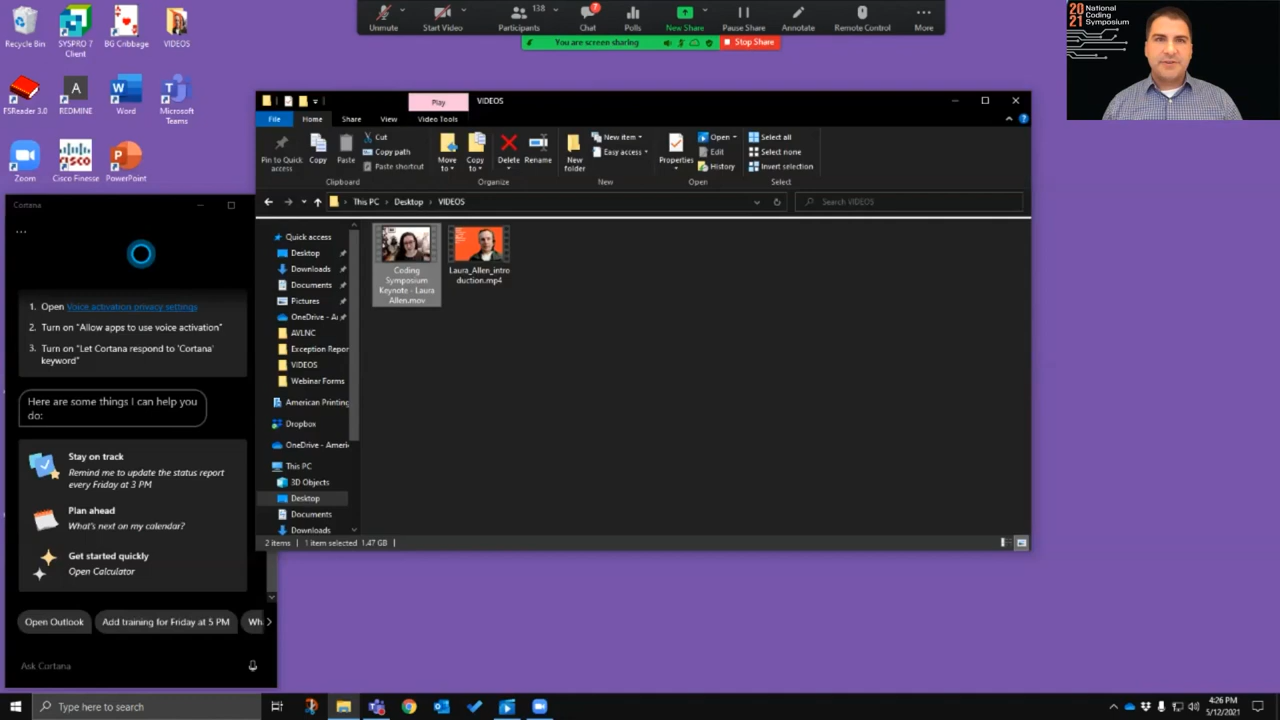 Recycle Bin
SYSPRO 7
Client
BG Cribbage
VIDEOS
FSReader 3.0
A
REDMINE
Word
Microsoft
Teams
Zoom
Cisco Finesse
PowerPoint
Unmute
Start Video
138
Participants
7
Chat
Polls
New Share
Pause Share
Annotate
Remote Control
More
You are screen sharing
Stop Share
20
21
National
Coding
Symposium
Play
VIDEOS
File
Home
Share
View
Video Tools
Pin to Quick
access
Copy
Paste
Cut
Copy path
Paste shortcut
Clipboard
Move
to
Copy
to
Delete
Rename
Organize
New
folder
New item
Easy access
New
Properties
Open
Edit
History
Open
Select all
Select none
Invert selection
Select
This PC
Desktop
VIDEOS
Search VIDEOS
Quick access
Desktop
Downloads
Documents
Pictures
OneDrive - A
AVLNC
Exception Repor
VIDEOS
Webinar Forms
American Printing
Dropbox
OneDrive - Ameri
This PC
3D Objects
Desktop
Documents
Downloads
Coding
Symposium
Keynote - Laura
Allen.mov
Laura_Allen_intro
duction.mp4
2 items
1 item selected 1.47 GB
Cortana
...
1. Open Voice activation privacy settings
2. Turn on "Allow apps to use voice activation"
3. Turn on "Let Cortana respond to 'Cortana'
keyword"
Here are some things I can help you
do:
Stay on track
Remind me to update the status report
every Friday at 3 PM
Plan ahead
What's next on my calendar?
Get started quickly
Open Calculator
Open Outlook
Add training for Friday at 5 PM
Wh
Ask Cortana
Type here to search
4:26 PM
5/12/2021